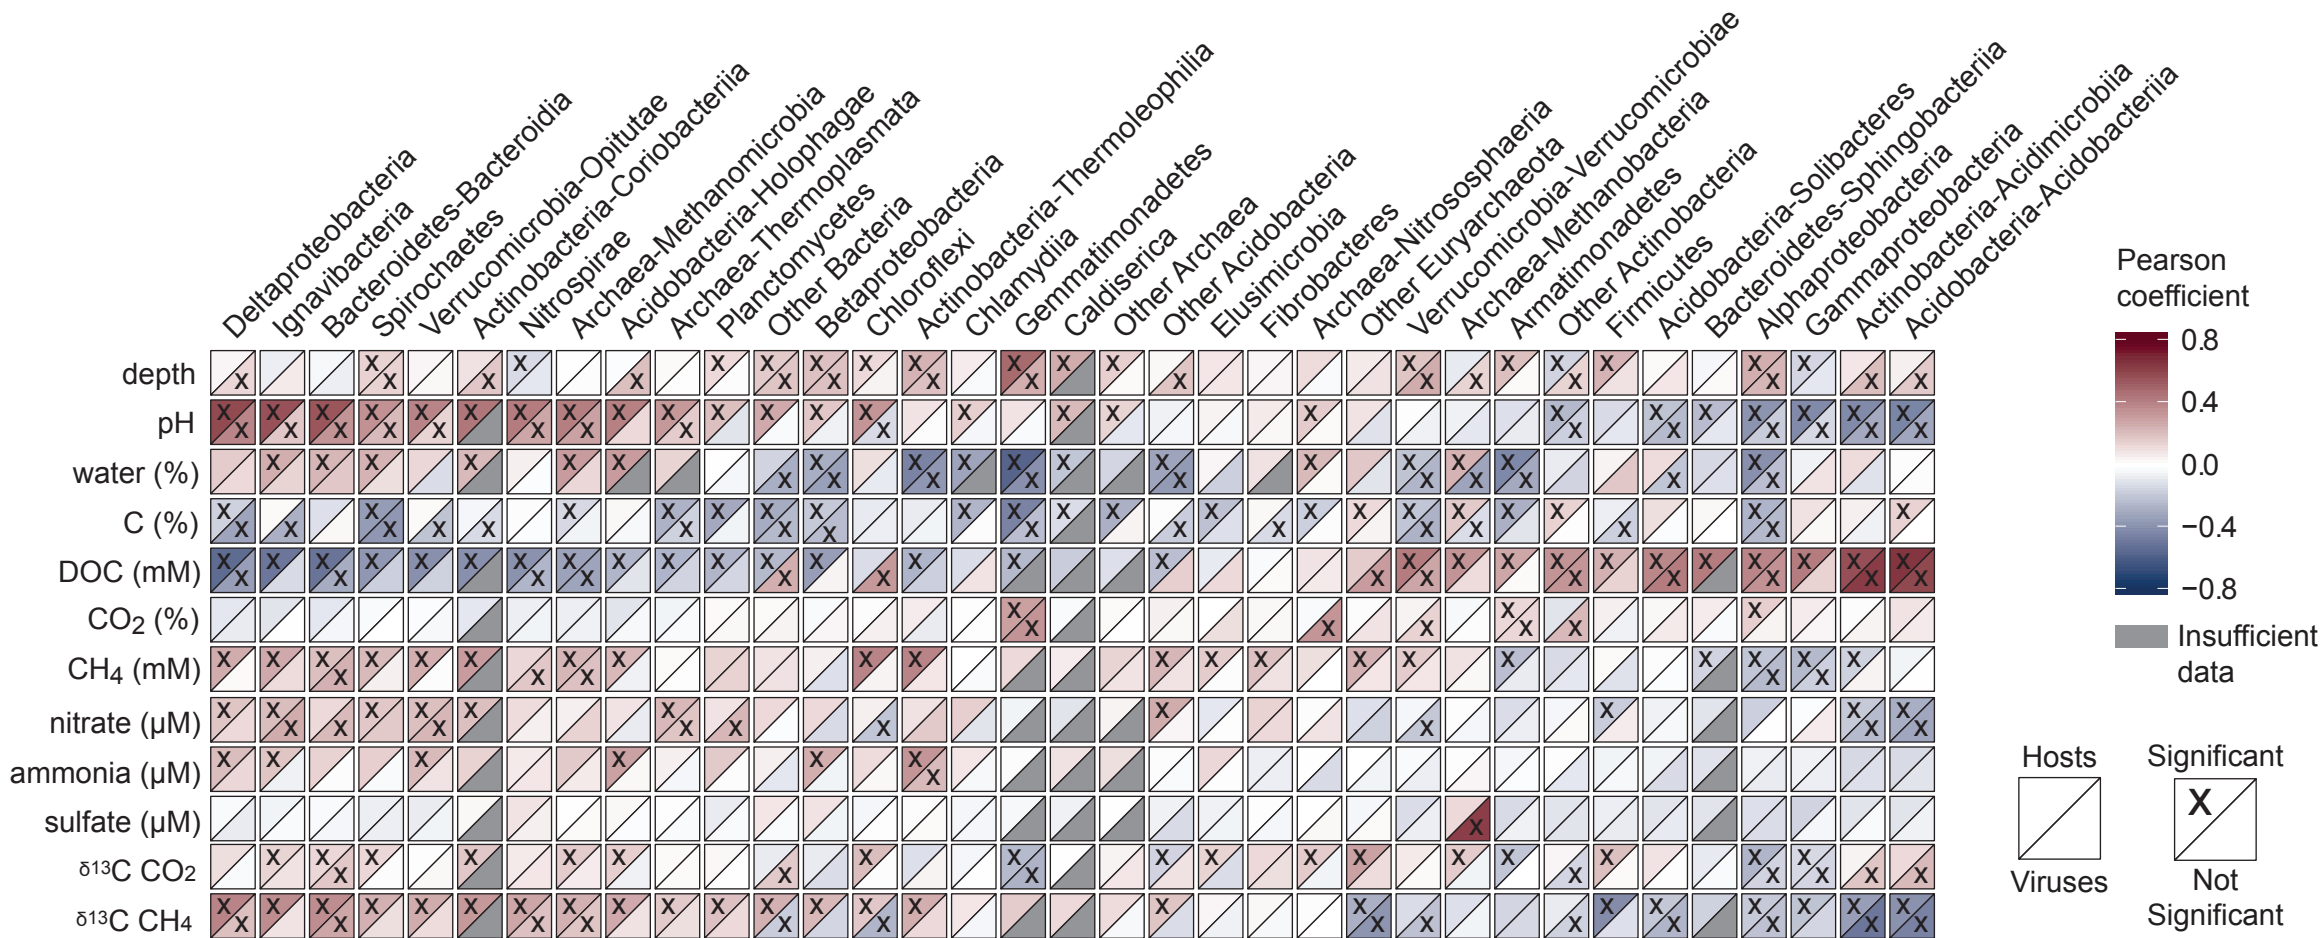 Deltaproteobacteria
Ignavibacteria
Bacteroidetes-Bacteroidia
Spirochaetes
Verrucomicrobia-Opitutae
Actinobacteria-Coriobacteriia
Nitrospirae
Archaea-Methanomicrobia
Acidobacteria-Holophagae
Archaea-Thermoplasmata
Planctomycetes
Other Bacteria
Betaproteobacteria
Chloroflexi
Actinobacteria-Thermoleophilia
Chlamydiia
Gemmatimonadetes
Caldiserica
Other Archaea
Other Acidobacteria
Elusimicrobia
Fibrobacteres
Archaea-Nitrososphaeria
Other Euryarchaeota
Verrucomicrobia-Verrucomicrobiae
Archaea-Methanobacteria
Armatimonadetes
Other Actinobacteria
Firmicutes
Acidobacteria-Solibacteres
Bacteroidetes-Sphingobacteriia
Alphaproteobacteria
Gammaproteobacteria
Actinobacteria-Acidimicrobiia
Acidobacteria-Acidobacteriia
depth
pH
water (%)
C (%)
DOC (mM)
CO2 (%)
CH4 (mM)
nitrate (µM)
ammonia (µM)
sulfate (µM)
δ13C CO2
δ13C CH4
Pearson
coefficient
0.8
0.4
0.0
−0.4
−0.8
Insufficient
data
Hosts
Viruses
Significant
X
Not
Significant